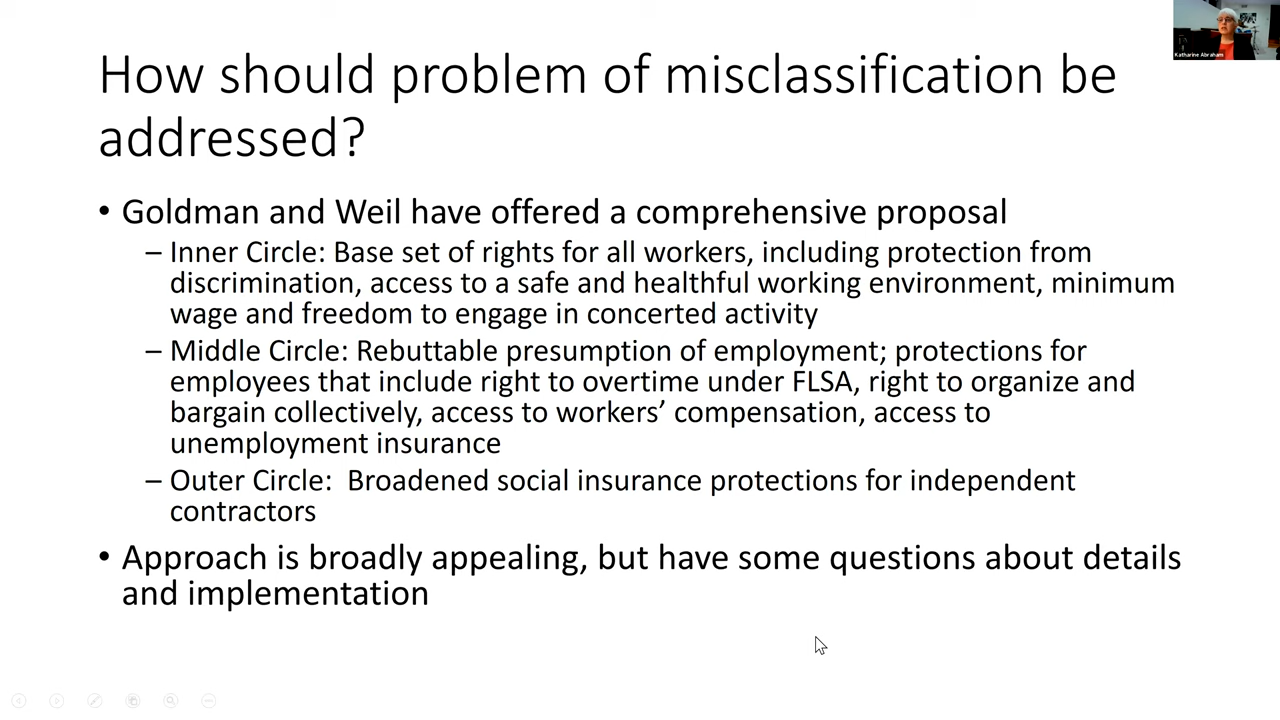 Katharine Abraham
How should problem of misclassification be
addressed?
• Goldman and Weil have offered a comprehensive proposal
– Inner Circle: Base set of rights for all workers, including protection from
discrimination, access to a safe and healthful working environment, minimum
wage and freedom to engage in concerted activity
– Middle Circle: Rebuttable presumption of employment; protections for
employees that include right to overtime under FLSA, right to organize and
bargain collectively, access to workers’ compensation, access to
unemployment insurance
– Outer Circle:  Broadened social insurance protections for independent
contractors
• Approach is broadly appealing, but have some questions about details
and implementation